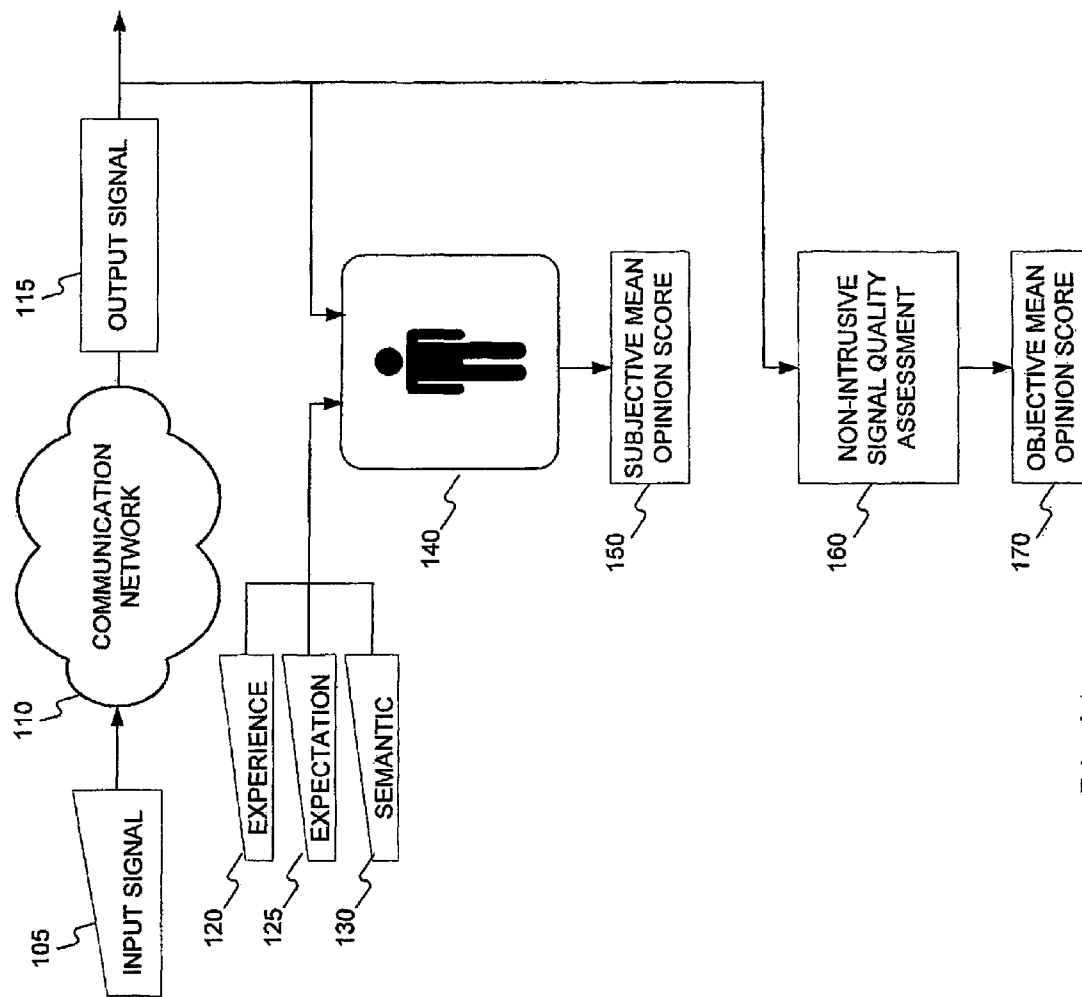 105
INPUT SIGNAL
110
COMMUNICATION
NETWORK
115
OUTPUT SIGNAL
120
EXPERIENCE
125
EXPECTATION
130
SEMANTIC
140
150
SUBJECTIVE MEAN
OPINION SCORE
160
NON-INTRUSIVE
SIGNAL QUALITY
ASSESSMENT
170
OBJECTIVE MEAN
OPINION SCORE